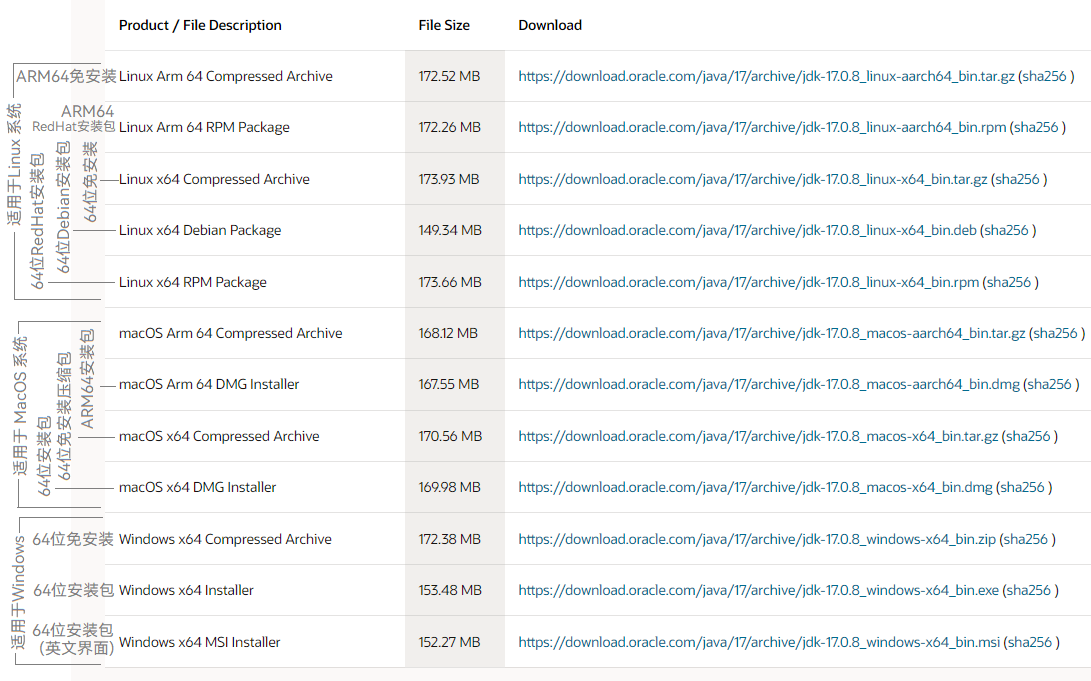 Product / File Description File Size Download
适用于Linux 系统
ARM64免安装 Linux Arm 64 Compressed Archive 172.52 MB https://download.oracle.com/java/17/archive/jdk-17.0.8_linux-aarch64_bin.tar.gz (sha256 )
ARM64
RedHat安装包 Linux Arm 64 RPM Package 172.26 MB https://download.oracle.com/java/17/archive/jdk-17.0.8_linux-aarch64_bin.rpm (sha256 )
64位免安装 Linux x64 Compressed Archive 173.93 MB https://download.oracle.com/java/17/archive/jdk-17.0.8_linux-x64_bin.tar.gz (sha256 )
64位Debian安装包 Linux x64 Debian Package 149.34 MB https://download.oracle.com/java/17/archive/jdk-17.0.8_linux-x64_bin.deb (sha256 )
64位RedHat安装包 Linux x64 RPM Package 173.66 MB https://download.oracle.com/java/17/archive/jdk-17.0.8_linux-x64_bin.rpm (sha256 )
适用于 MacOS 系统
macOS Arm 64 Compressed Archive 168.12 MB https://download.oracle.com/java/17/archive/jdk-17.0.8_macos-aarch64_bin.tar.gz (sha256 )
ARM64安装包 macOS Arm 64 DMG Installer 167.55 MB https://download.oracle.com/java/17/archive/jdk-17.0.8_macos-aarch64_bin.dmg (sha256 )
64位免安装压缩包 macOS x64 Compressed Archive 170.56 MB https://download.oracle.com/java/17/archive/jdk-17.0.8_macos-x64_bin.tar.gz (sha256 )
64位安装包 macOS x64 DMG Installer 169.98 MB https://download.oracle.com/java/17/archive/jdk-17.0.8_macos-x64_bin.dmg (sha256 )
适用于Windows
64位免安装 Windows x64 Compressed Archive 172.38 MB https://download.oracle.com/java/17/archive/jdk-17.0.8_windows-x64_bin.zip (sha256 )
64位安装包 Windows x64 Installer 153.48 MB https://download.oracle.com/java/17/archive/jdk-17.0.8_windows-x64_bin.exe (sha256 )
64位安装包
(英文界面) Windows x64 MSI Installer 152.27 MB https://download.oracle.com/java/17/archive/jdk-17.0.8_windows-x64_bin.msi (sha256 )